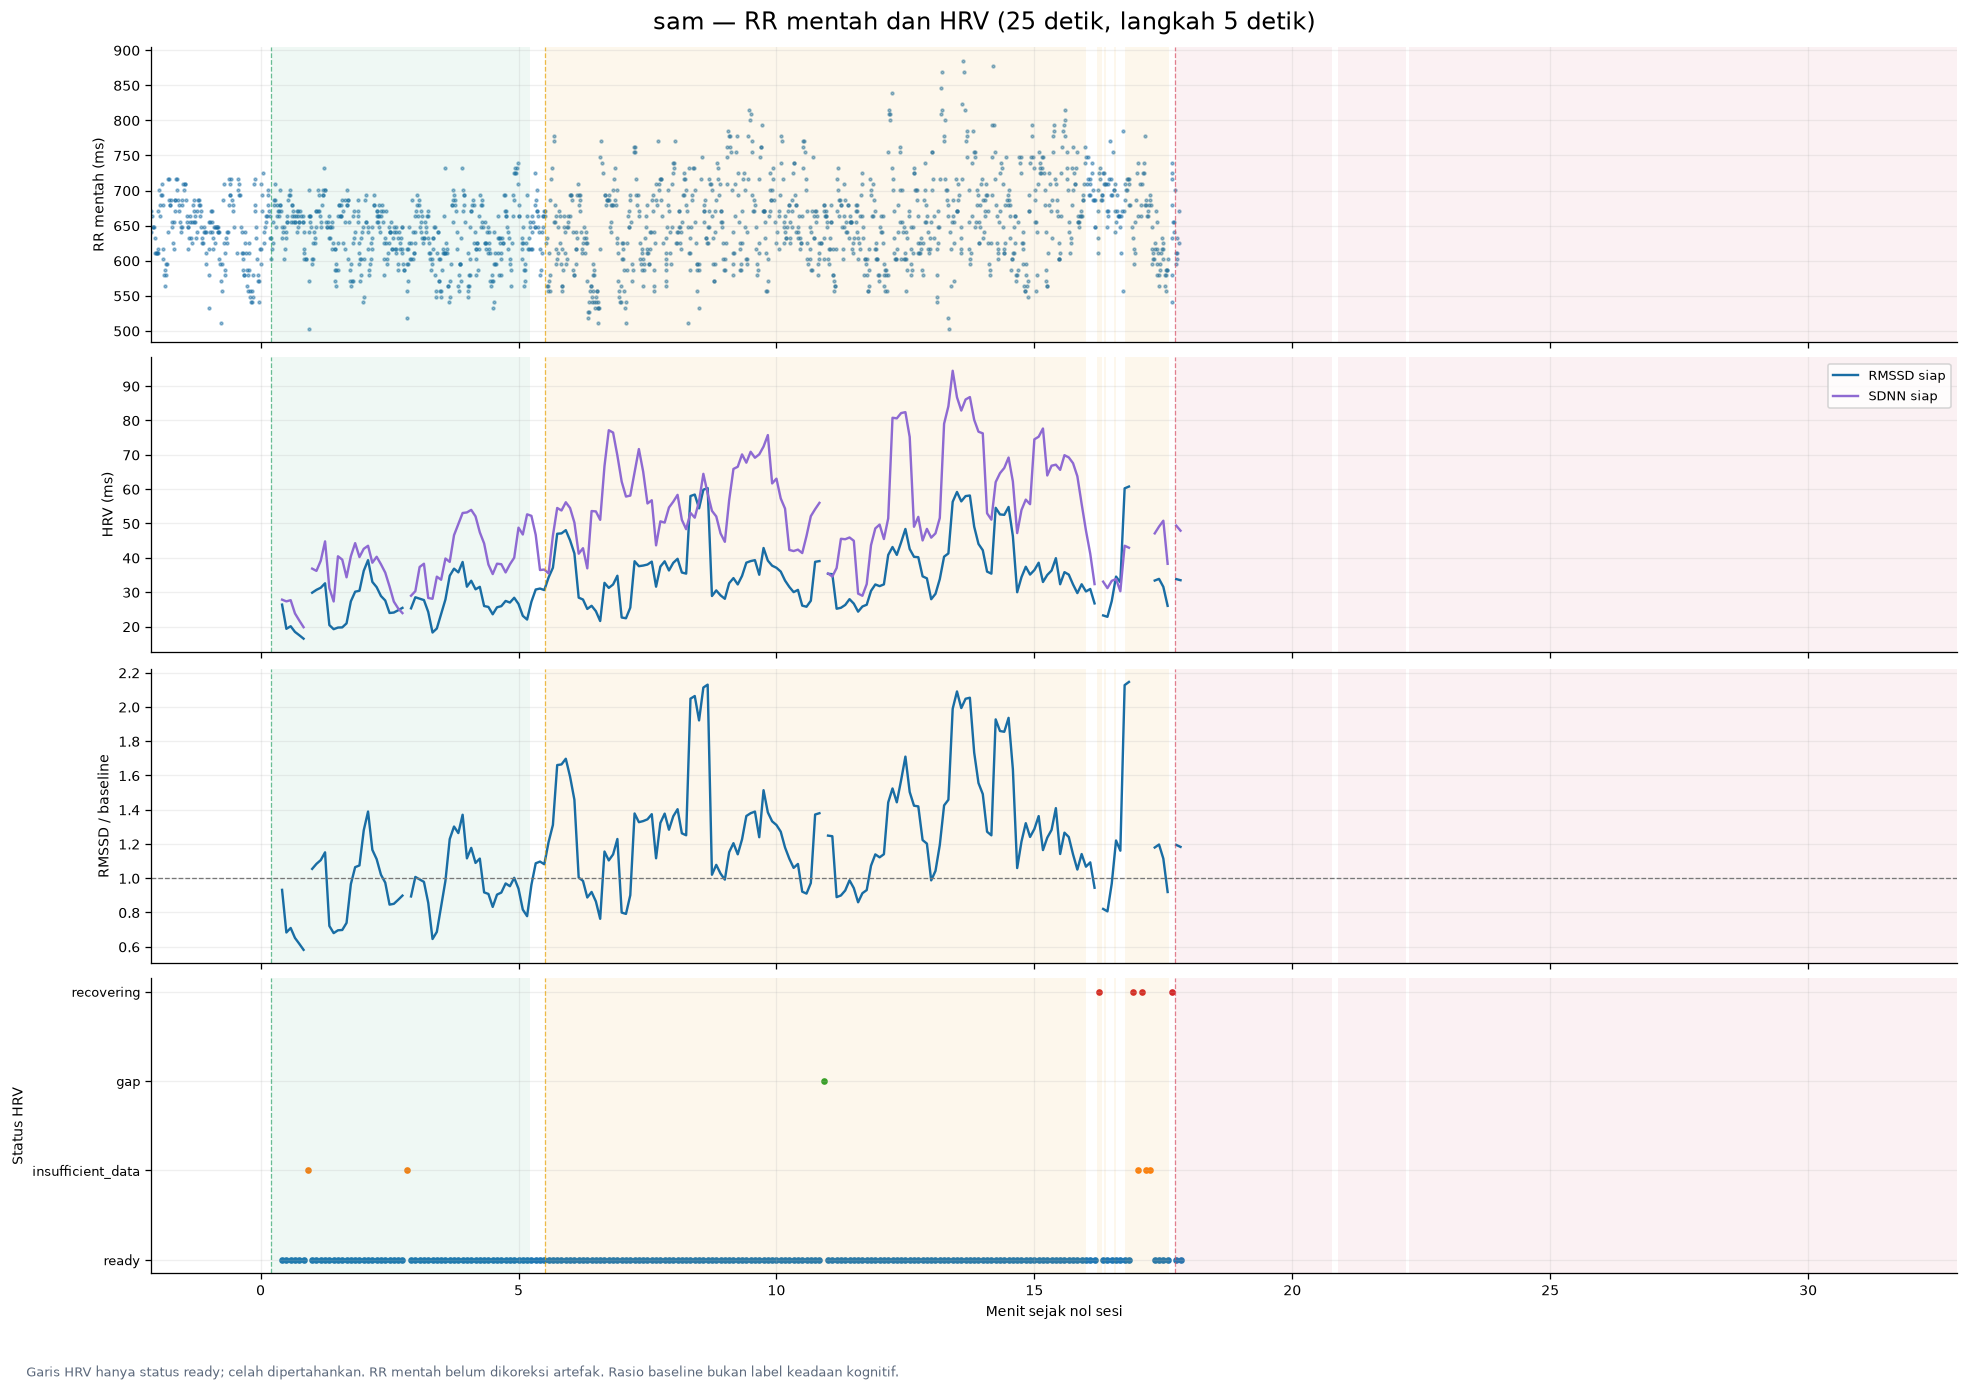 sam — RR mentah dan HRV (25 detik, langkah 5 detik)
RR mentah (ms)
900
850
800
750
700
650
600
550
500
HRV (ms)
90
80
70
60
50
40
30
20
RMSSD siap
SDNN siap
RMSSD / baseline
2.2
2.0
1.8
1.6
1.4
1.2
1.0
0.8
0.6
Status HRV
recovering
gap
insufficient_data
ready
0 5 10 15 20 25 30
Menit sejak nol sesi
Garis HRV hanya status ready; celah dipertahankan. RR mentah belum dikoreksi artefak. Rasio baseline bukan label keadaan kognitif.